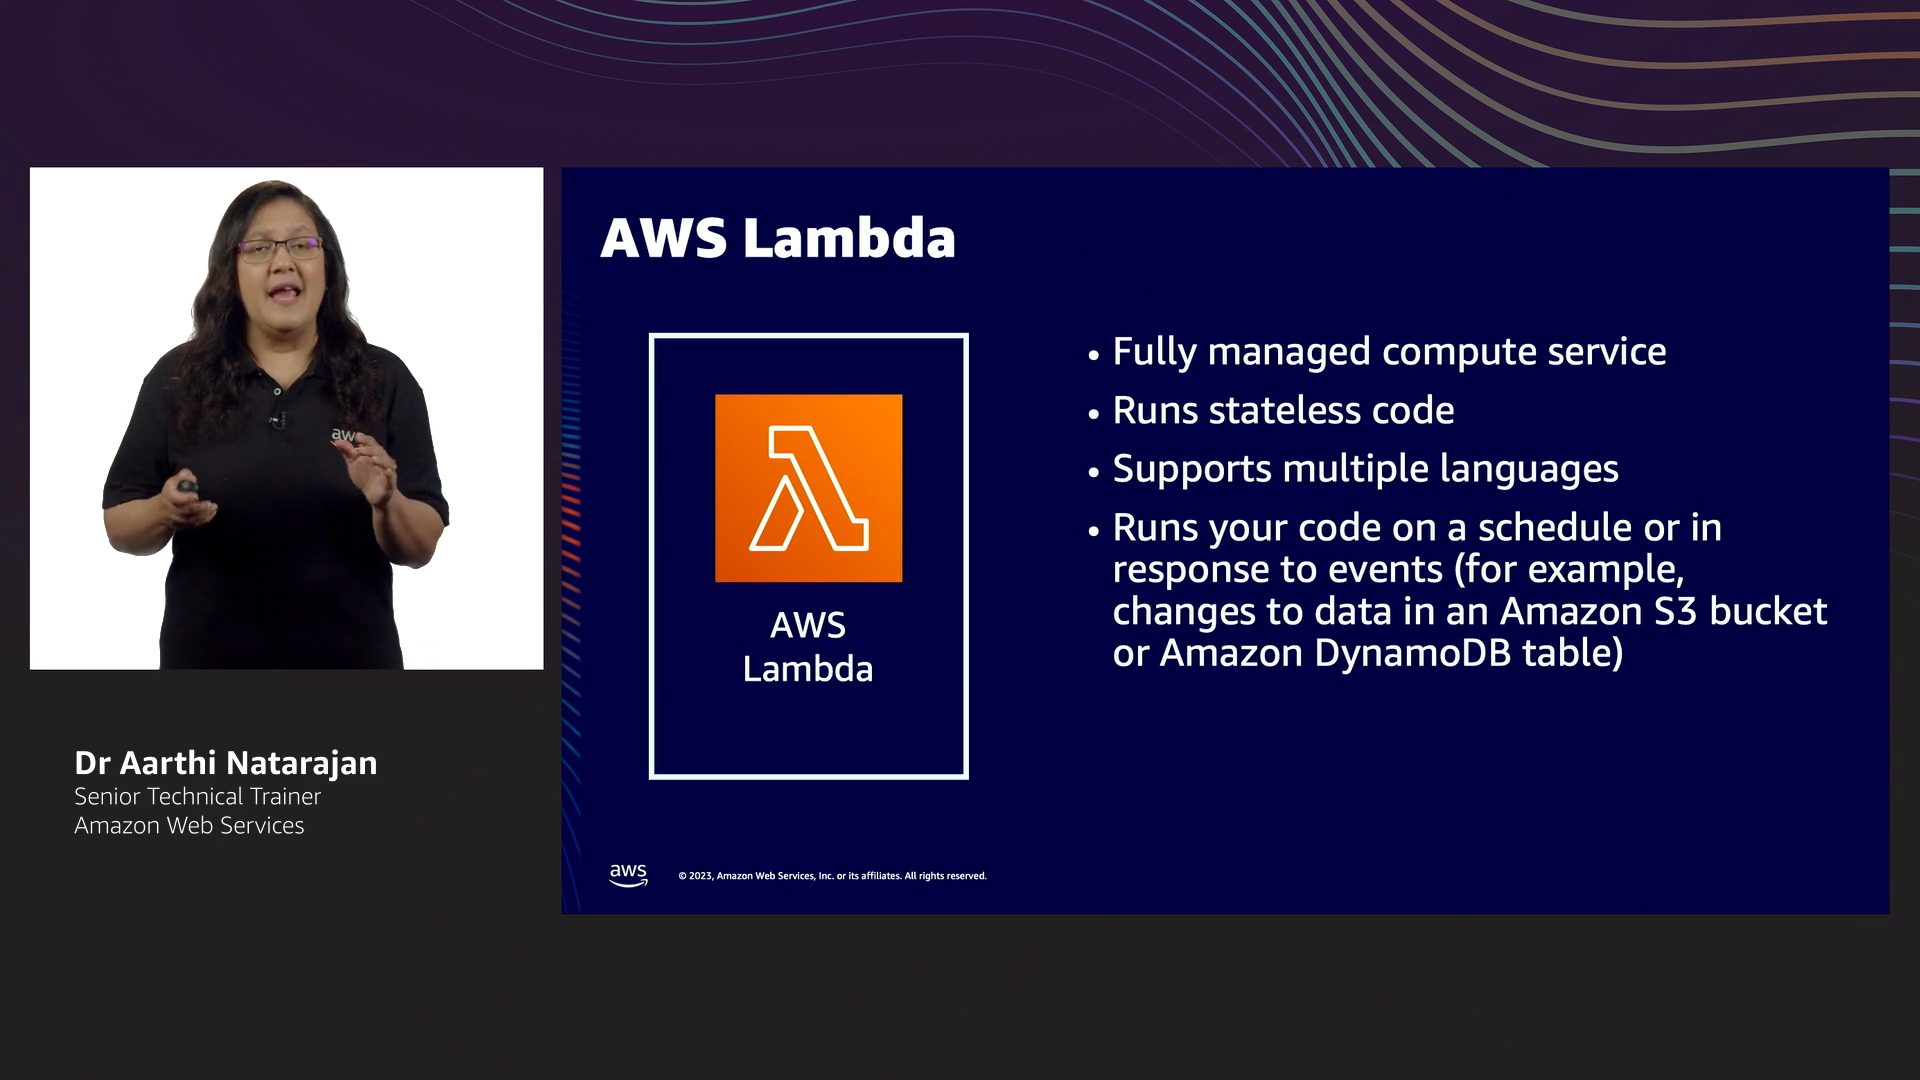 AWS Lambda
AWS
Lambda
• Fully managed compute service
• Runs stateless code
• Supports multiple languages
• Runs your code on a schedule or in
response to events (for example,
changes to data in an Amazon S3 bucket
or Amazon DynamoDB table)
aws
Dr Aarthi Natarajan
Senior Technical Trainer
Amazon Web Services
aws
© 2023, Amazon Web Services, Inc. or its affiliates. All rights reserved.